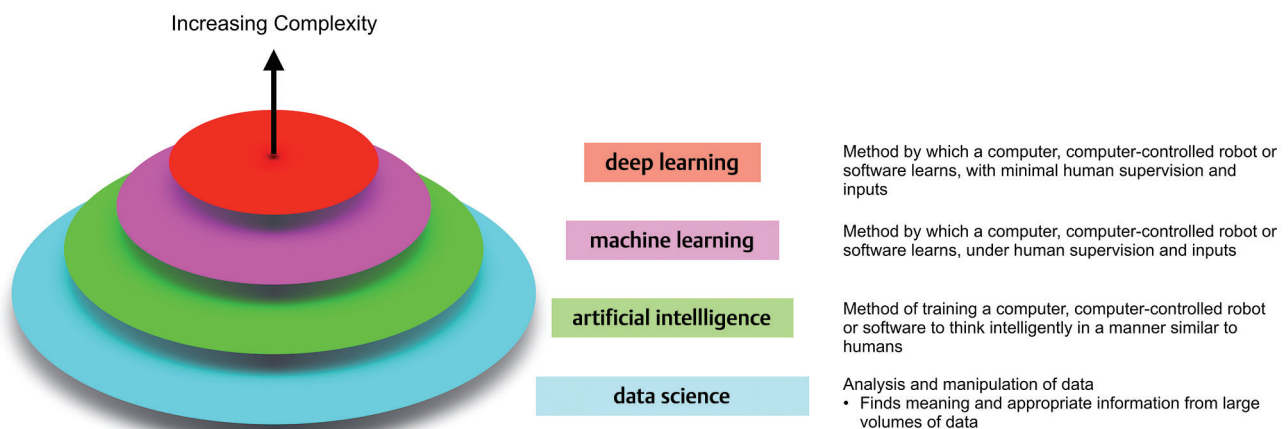 Increasing Complexity
deep learning
Method by which a computer, computer-controlled robot or
software learns, with minimal human supervision and
inputs
machine learning
Method by which a computer, computer-controlled robot or
software learns, under human supervision and inputs
artificial intellligence
Method of training a computer, computer-controlled robot
or software to think intelligently in a manner similar to
humans
data science
Analysis and manipulation of data
• Finds meaning and appropriate information from large
volumes of data